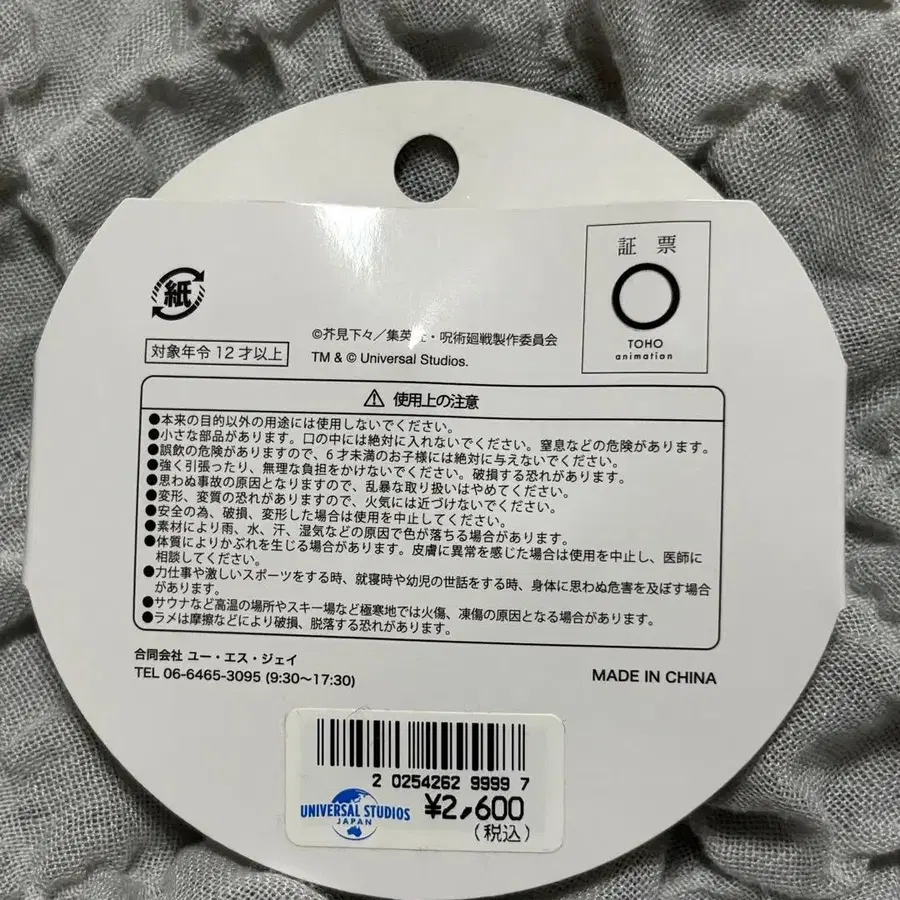 証 票
TOHO
animation
紙
©芥見下々／集英社・呪術廻戦製作委員会
対象年令12才以上
TM & © Universal Studios.
⚠ 使用上の注意
●本来の目的以外の用途には使用しないでください。
●小さな部品があります。口の中には絶対に入れないでください。窒息などの危険があります。
●誤飲の危険がありますので、6才未満のお子様には絶対に与えないでください。
●強く引張ったり、無理な負担をかけないでください。破損する恐れがあります。
●思わぬ事故の原因となりますので、乱暴な取り扱いはやめてください。
●変形、変質の恐れがありますので、火気には近づけないでください。
●安全の為、破損、変形した場合は使用を中止してください。
●素材により雨、水、汗、湿気などの原因で色が落ちる場合があります。
●体質によりかぶれを生じる場合があります。皮膚に異常を感じた場合は使用を中止し、医師に
相談してください。
●力仕事や激しいスポーツをする時、就寝時や幼児の世話をする時、身体に思わぬ危害を及ぼす場合
があります。
●サウナなど高温の場所やスキー場など極寒地では火傷、凍傷の原因となる場合があります。
●ラメは摩擦などにより破損、脱落する恐れがあります。
合同会社 ユー・エス・ジェイ
TEL 06-6465-3095 (9:30～17:30)
MADE IN CHINA
2 0254262 9999 7
UNIVERSAL STUDIOS
JAPAN
¥2,600
(税込)